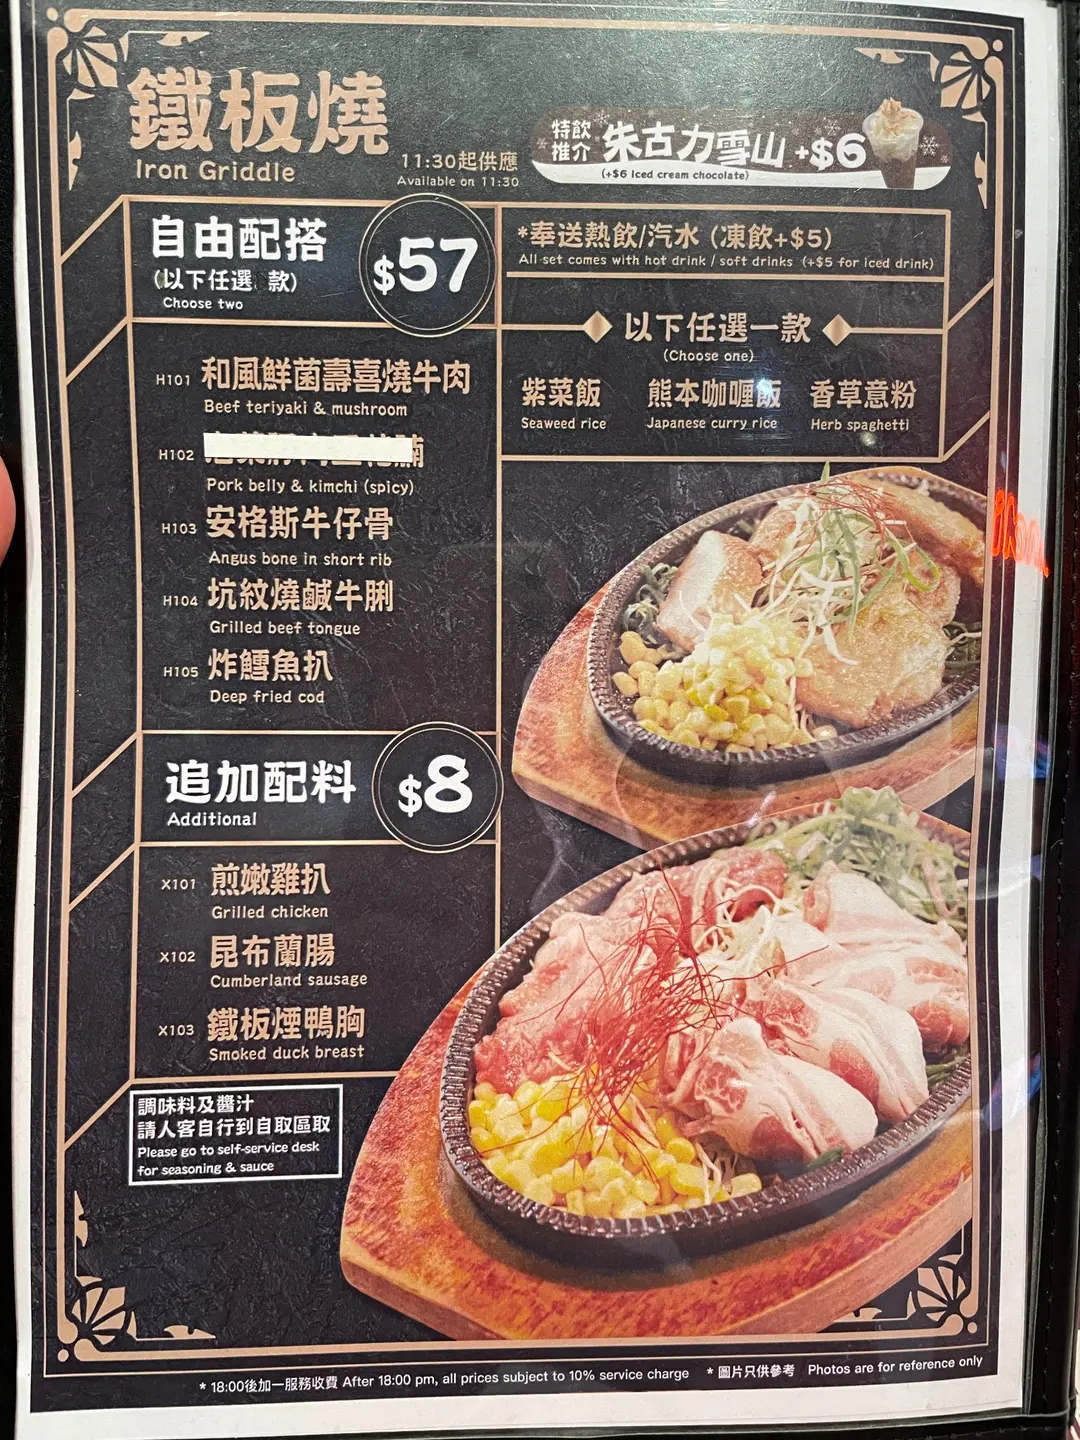 鐵板燒
Iron Griddle
11:30起供應
Available on 11:30
特飲推介 朱古力雪山 +$6
(+$6 Iced cream chocolate)
自由配搭
(以下任選 款)
Choose two
$57
*奉送熱飲/汽水 (凍飲+$5)
All set comes with hot drink / soft drinks (+$5 for iced drink)
以下任選一款
(Choose one)
紫菜飯 熊本咖喱飯 香草意粉
Seaweed rice Japanese curry rice Herb spaghetti
H101 和風鮮菌壽喜燒牛肉
Beef teriyaki & mushroom
H102
Pork belly & kimchi (spicy)
H103 安格斯牛仔骨
Angus bone in short rib
H104 坑紋燒鹹牛脷
Grilled beef tongue
H105 炸鱈魚扒
Deep fried cod
追加配料
Additional
$8
X101 煎嫩雞扒
Grilled chicken
X102 昆布蘭腸
Cumberland sausage
X103 鐵板煙鴨胸
Smoked duck breast
調味料及醬汁
請人客自行到自取區取
Please go to self-service desk
for seasoning & sauce
* 18:00後加一服務收費 After 18:00 pm, all prices subject to 10% service charge * 圖片只供參考 Photos are for reference only